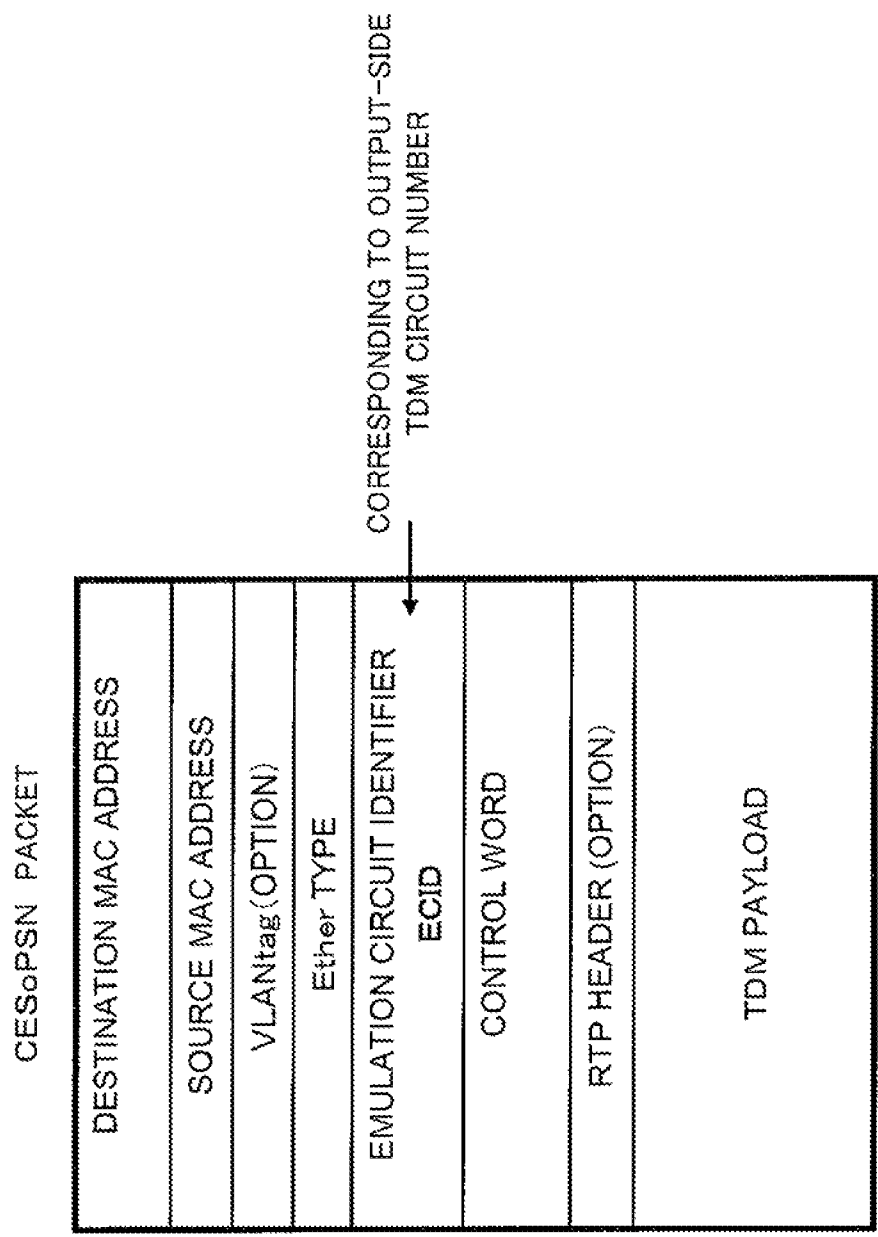 CESoPSN PACKET
DESTINATION MAC ADDRESS
SOURCE MAC ADDRESS
VLANtag(OPTION)
Ether TYPE
EMULATION CIRCUIT IDENTIFIER
ECID
CORRESPONDING TO OUTPUT-SIDE
TDM CIRCUIT NUMBER
CONTROL WORD
RTP HEADER (OPTION)
TDM PAYLOAD